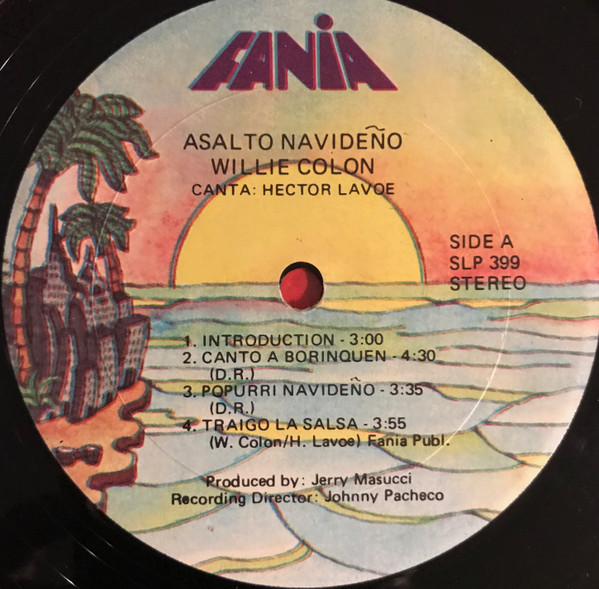 FANIA
ASALTO NAVIDEÑO
WILLIE COLON
CANTA: HECTOR LAVOE
SIDE A
SLP 399
STEREO
1. INTRODUCTION - 3:00
2. CANTO A BORINQUEN - 4:30
(D.R.)
3. POPURRI NAVIDEÑO - 3:35
(D.R.)
4. TRAIGO LA SALSA - 3:55
(W. Colon/H. Lavoe) Fania Publ.
Produced by: Jerry Masucci
Recording Director: Johnny Pacheco